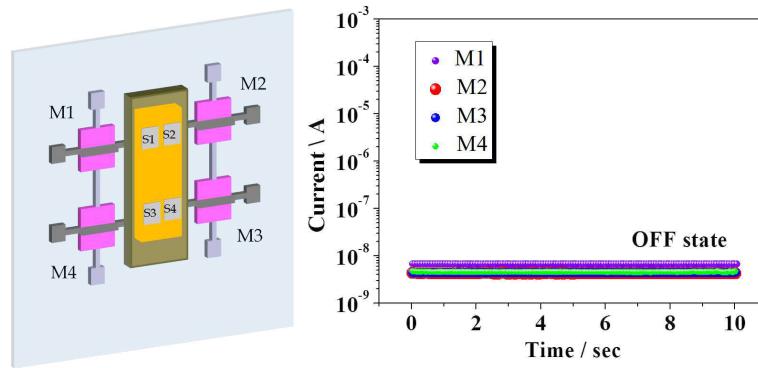 M1
M2
S1
S2
S3
S4
M4
M3
Current \ A
10⁻³
10⁻⁴
10⁻⁵
10⁻⁶
10⁻⁷
10⁻⁸
10⁻⁹
M1
M2
M3
M4
OFF state
0 2 4 6 8 10
Time / sec